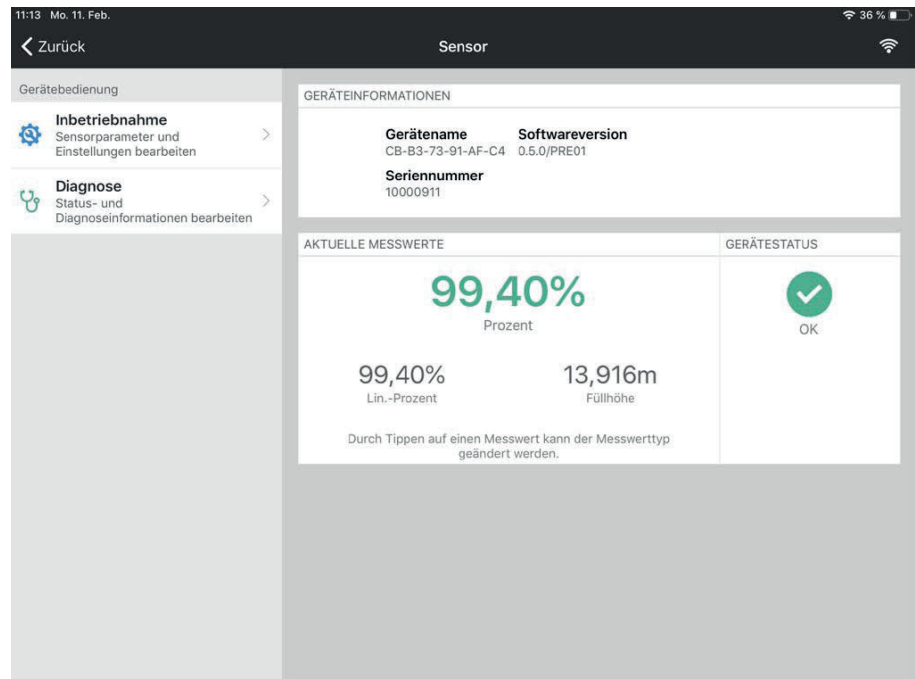 11:13 Mo. 11. Feb.
36 %
Zurück
Sensor
Gerätebedienung
Inbetriebnahme
Sensorparameter und
Einstellungen bearbeiten
Diagnose
Status- und
Diagnoseinformationen bearbeiten
GERÄTEINFORMATIONEN
Gerätename Softwareversion
CB-B3-73-91-AF-C4 0.5.0/PRE01
Seriennummer
10000911
AKTUELLE MESSWERTE
99,40%
Prozent
99,40% 13,916m
Lin.-Prozent Füllhöhe
Durch Tippen auf einen Messwert kann der Messwerttyp
geändert werden.
GERÄTESTATUS
OK